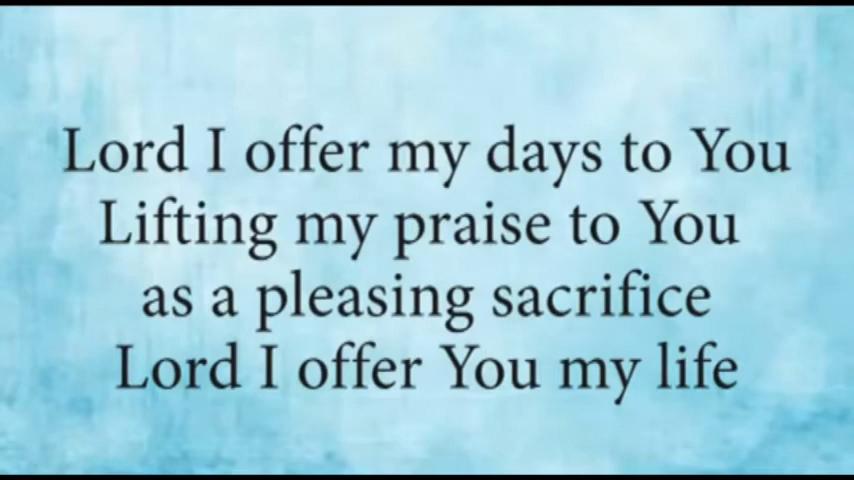 Lord I offer my days to You
Lifting my praise to You
as a pleasing sacrifice
Lord I offer You my life